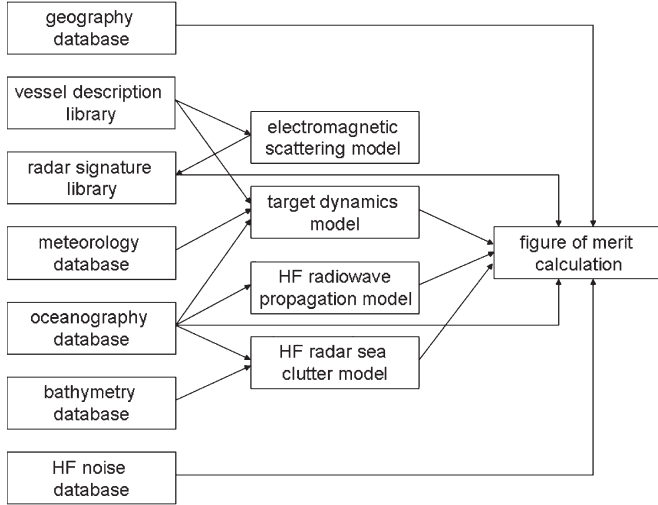 geography
database
vessel description
library
radar signature
library
meteorology
database
oceanography
database
bathymetry
database
HF noise
database
electromagnetic
scattering model
target dynamics
model
HF radiowave
propagation model
HF radar sea
clutter model
figure of merit
calculation